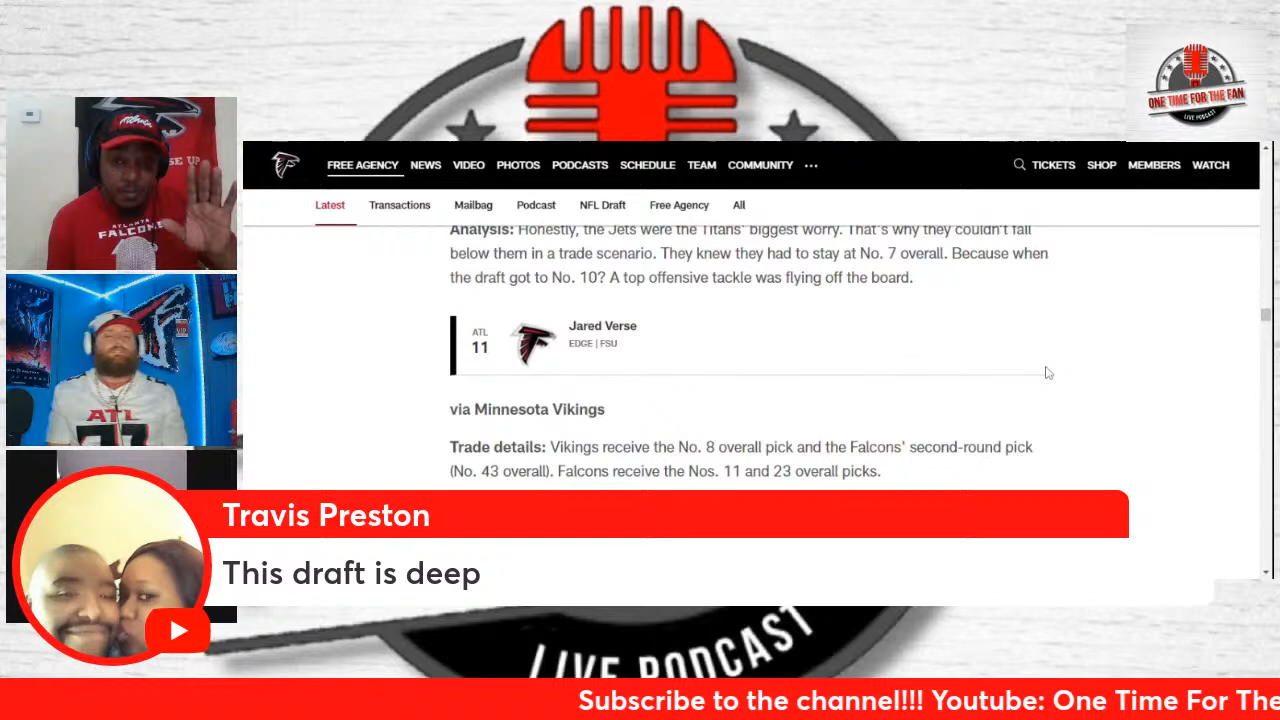 ONE TIME FOR THE FAN
LIVE PODCAST
FREE AGENCY NEWS VIDEO PHOTOS PODCASTS SCHEDULE TEAM COMMUNITY ••• TICKETS SHOP MEMBERS WATCH
Latest Transactions Mailbag Podcast NFL Draft Free Agency All
Analysis: Honestly, the Jets were the Titans' biggest worry. That's why they couldn't fall
below them in a trade scenario. They knew they had to stay at No. 7 overall. Because when
the draft got to No. 10? A top offensive tackle was flying off the board.
ATL
11
Jared Verse
EDGE | FSU
via Minnesota Vikings
Trade details: Vikings receive the No. 8 overall pick and the Falcons' second-round pick
(No. 43 overall). Falcons receive the Nos. 11 and 23 overall picks.
ATLANTA
FALCONS
SE UP
ATL
Travis Preston
This draft is deep
LIVE PODCAST
Subscribe to the channel!!! Youtube: One Time For The